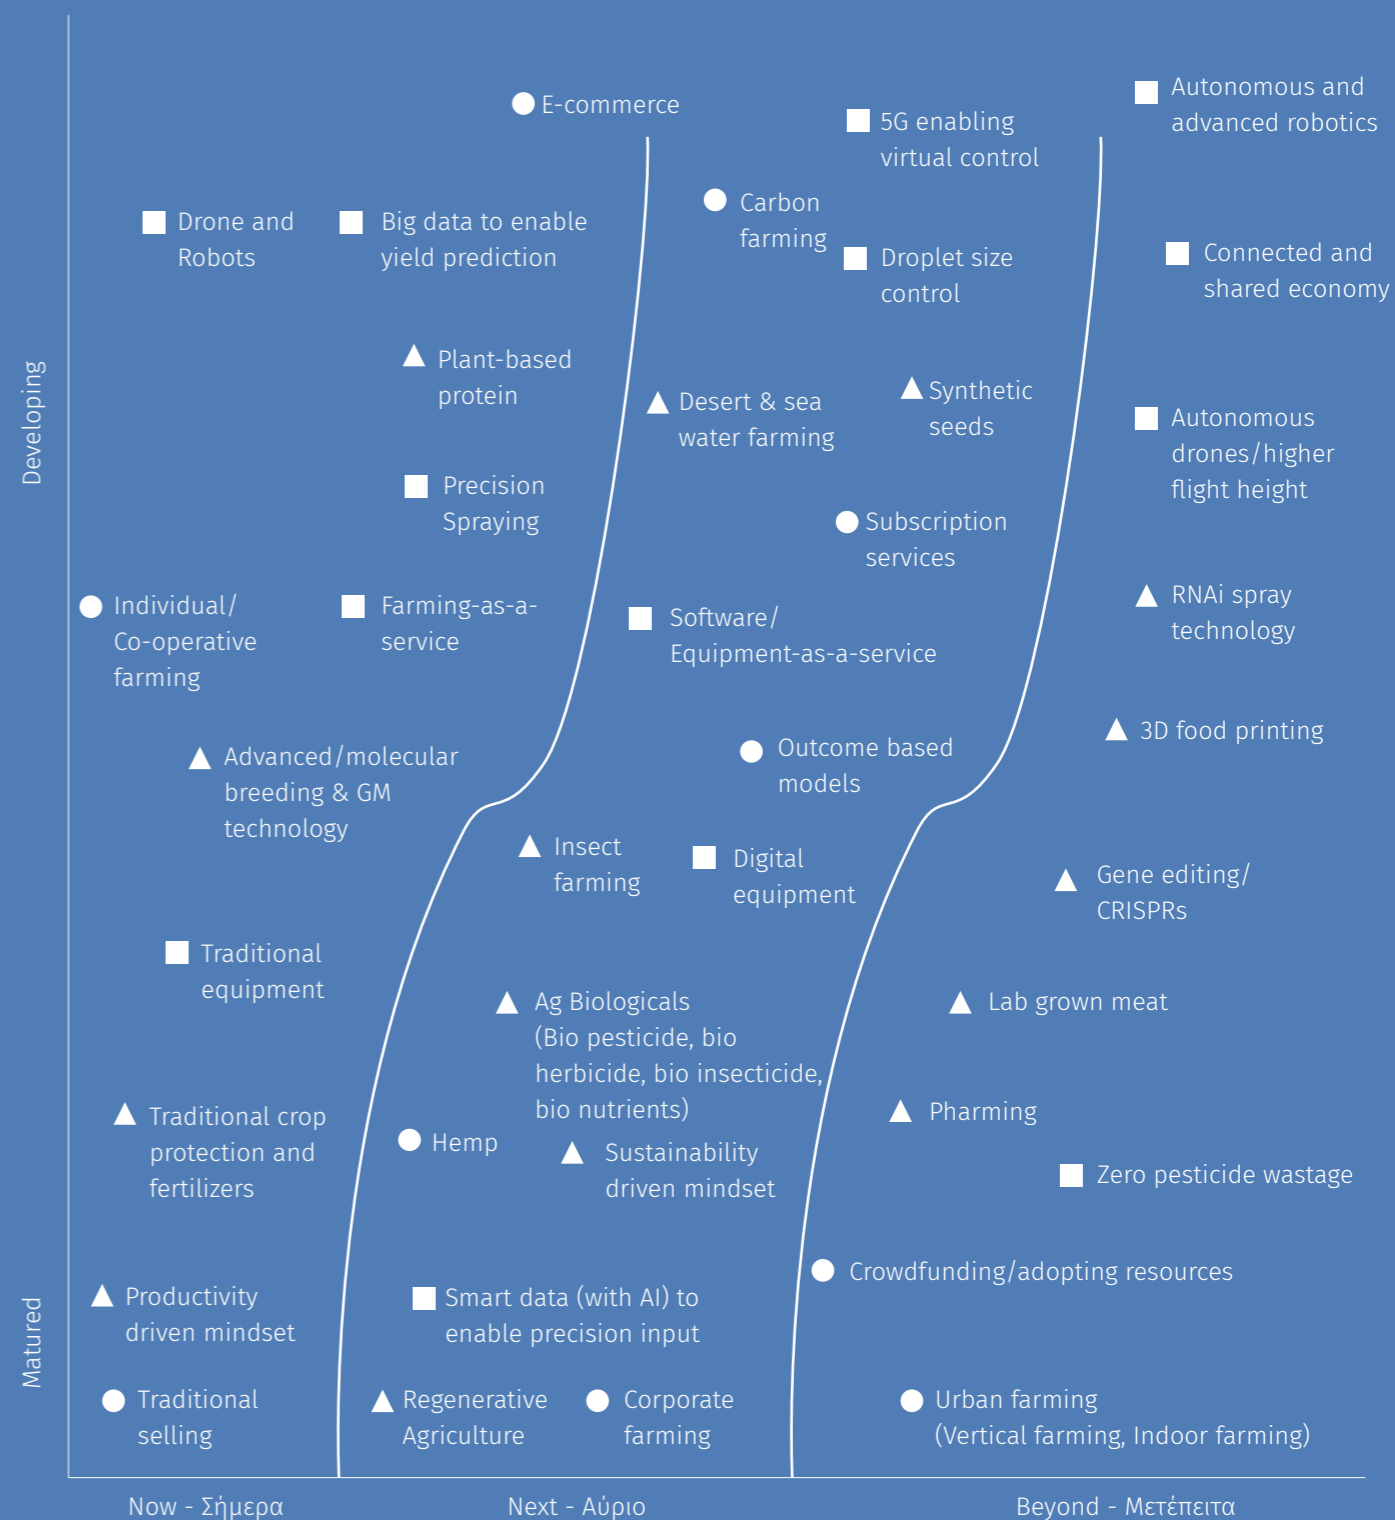 E-commerce
5G enabling
virtual control
Autonomous and
advanced robotics
Carbon
farming
Drone and
Robots
Big data to enable
yield prediction
Droplet size
control
Connected and
shared economy
Plant-based
protein
Desert & sea
water farming
Synthetic
seeds
Autonomous
drones/higher
flight height
Developing
Precision
Spraying
Subscription
services
Individual/
Co-operative
farming
Farming-as-a-
service
Software/
Equipment-as-a-service
RNAi spray
technology
Advanced/molecular
breeding & GM
technology
Outcome based
models
3D food printing
Insect
farming
Digital
equipment
Gene editing/
CRISPRs
Traditional
equipment
Ag Biologicals
(Bio pesticide, bio
herbicide, bio insecticide,
bio nutrients)
Lab grown meat
Traditional crop
protection and
fertilizers
Hemp
Sustainability
driven mindset
Pharming
Zero pesticide wastage
Matured
Productivity
driven mindset
Smart data (with AI) to
enable precision input
Crowdfunding/adopting resources
Traditional
selling
Regenerative
Agriculture
Corporate
farming
Urban farming
(Vertical farming, Indoor farming)
Now - Σήμερα
Next - Αύριο
Beyond - Μετέπειτα